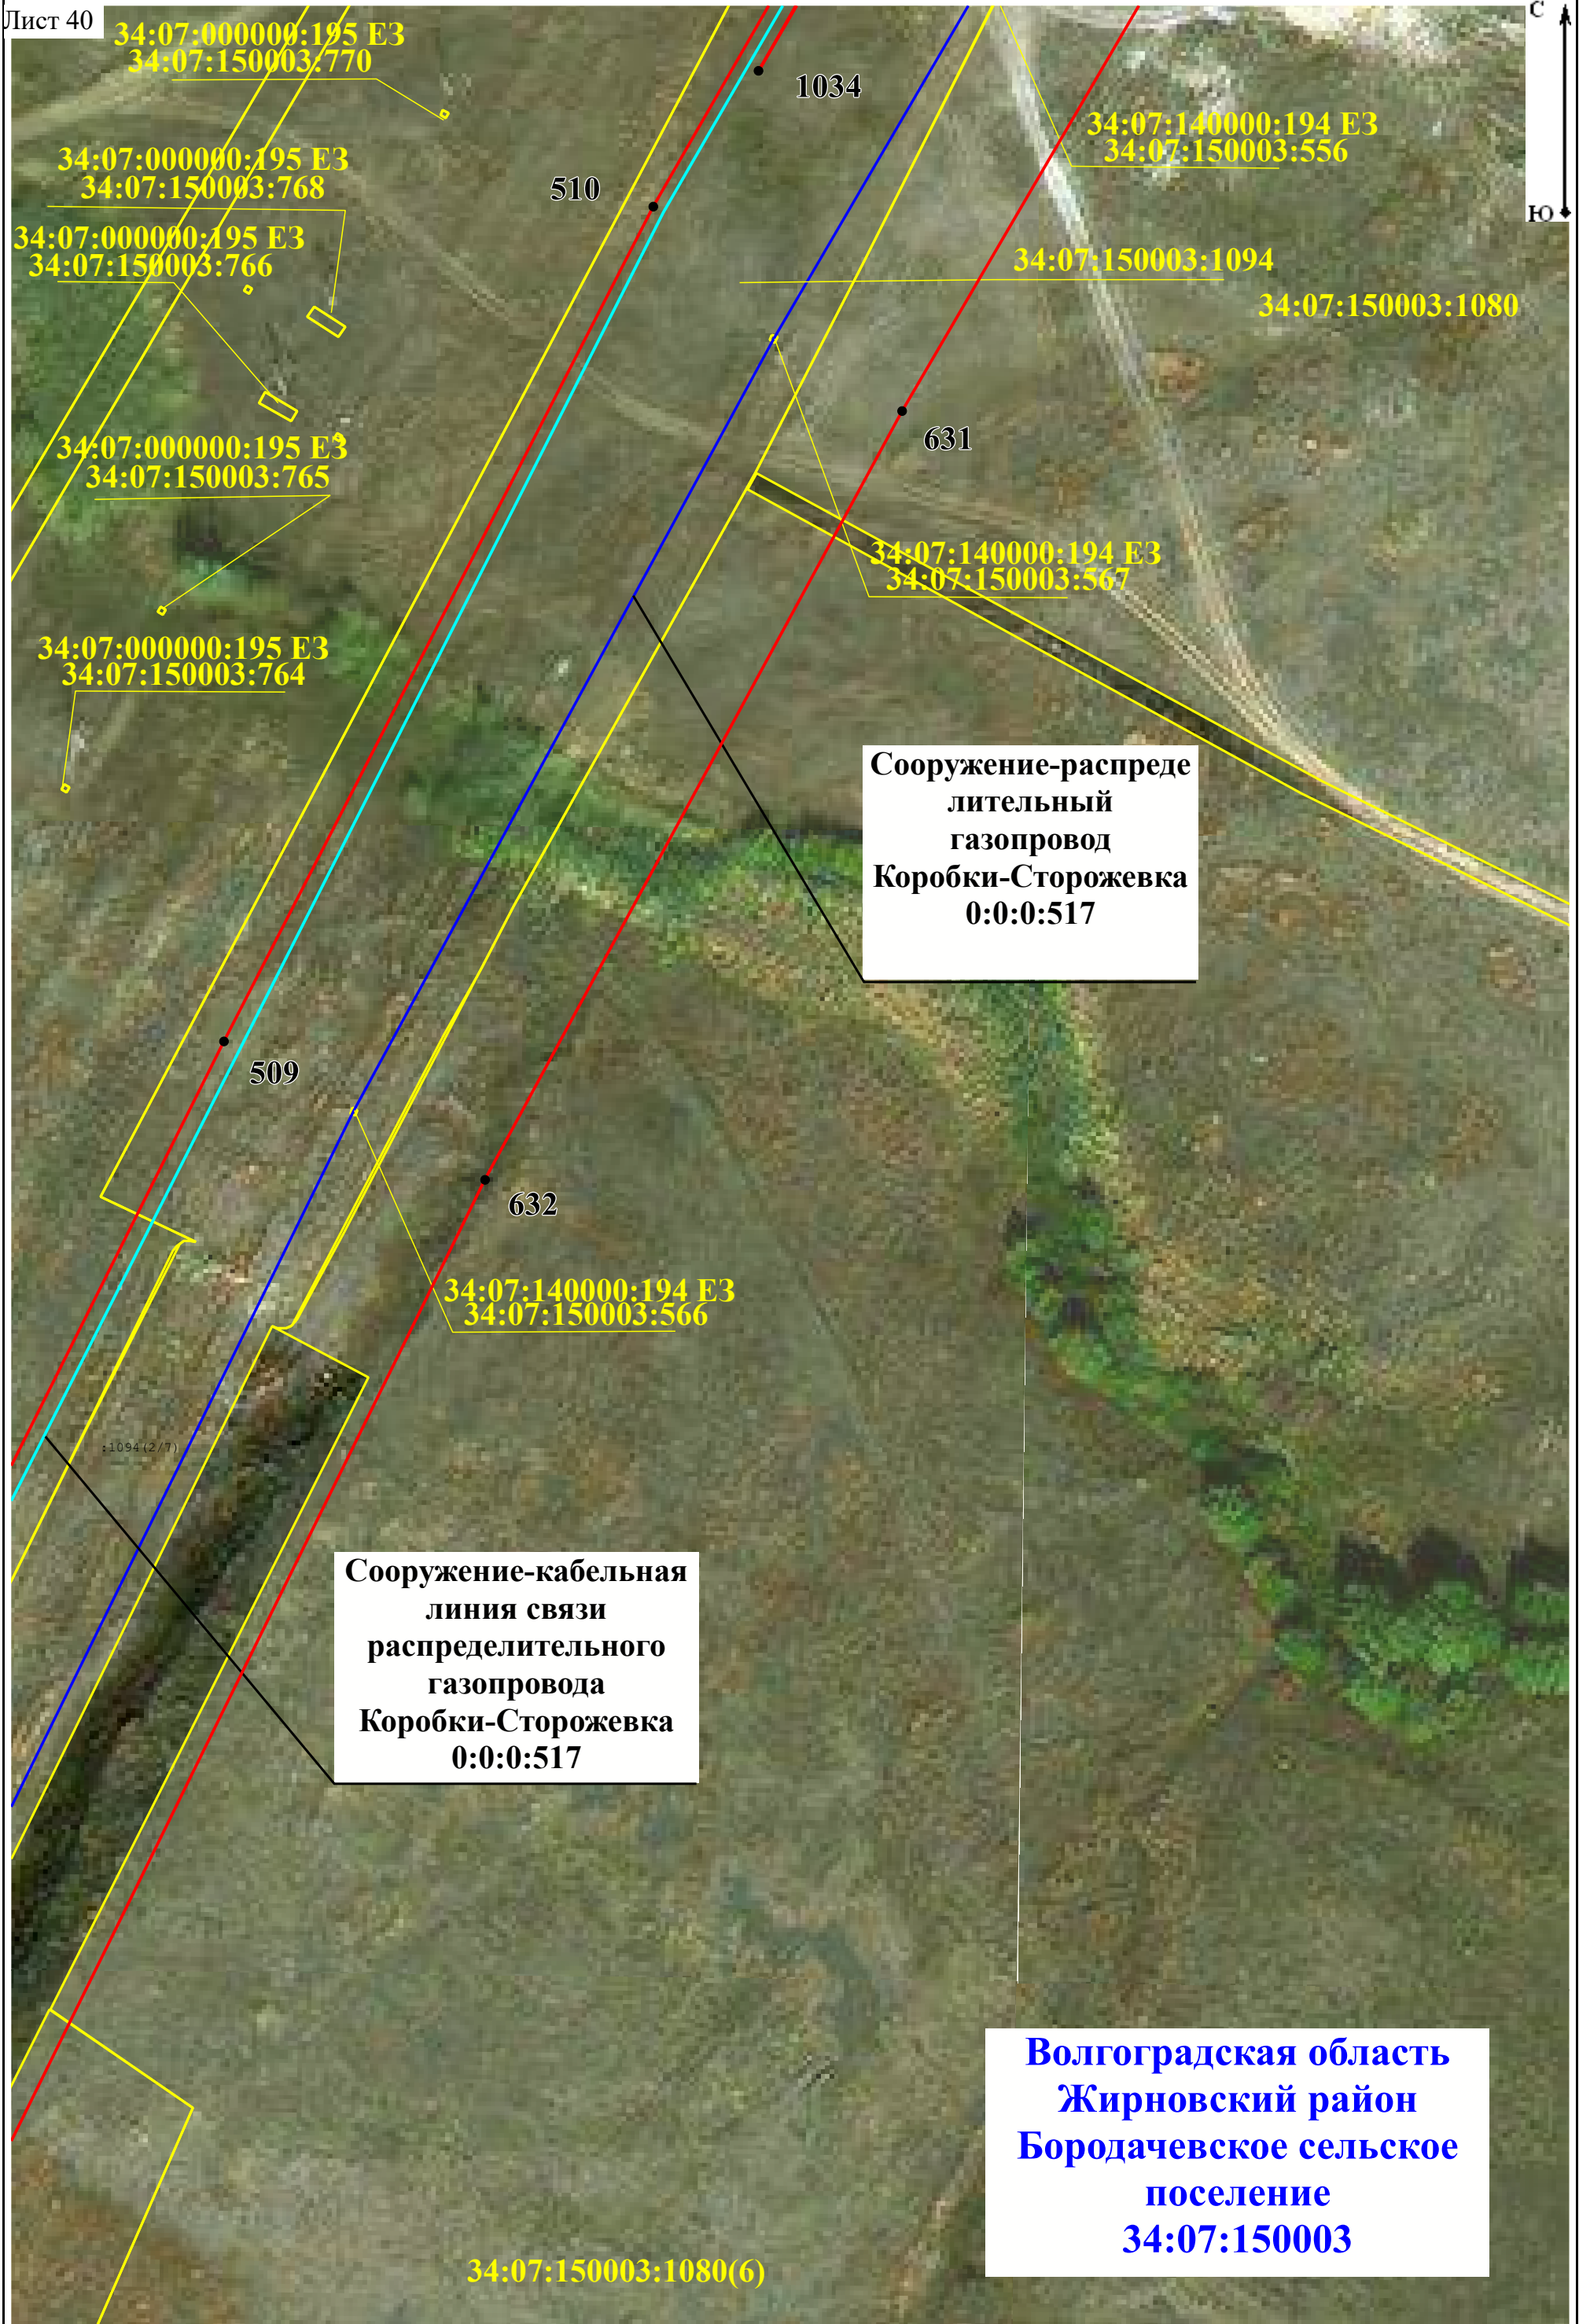 Лист 40
С
Ю
34:07:000000:195 ЕЗ
34:07:150003:770
1034
34:07:140000:194 ЕЗ
34:07:150003:556
34:07:000000:195 ЕЗ
34:07:150003:768
510
34:07:000000:195 ЕЗ
34:07:150003:766
34:07:150003:1094
34:07:150003:1080
34:07:000000:195 ЕЗ
34:07:150003:765
631
34:07:140000:194 ЕЗ
34:07:150003:567
34:07:000000:195 ЕЗ
34:07:150003:764
Сооружение-распреде
лительный
газопровод
Коробки-Сторожевка
0:0:0:517
509
632
34:07:140000:194 ЕЗ
34:07:150003:566
:1094(2/7)
Сооружение-кабельная
линия связи
распределительного
газопровода
Коробки-Сторожевка
0:0:0:517
Волгоградская область
Жирновский район
Бородачевское сельское
поселение
34:07:150003
34:07:150003:1080(6)